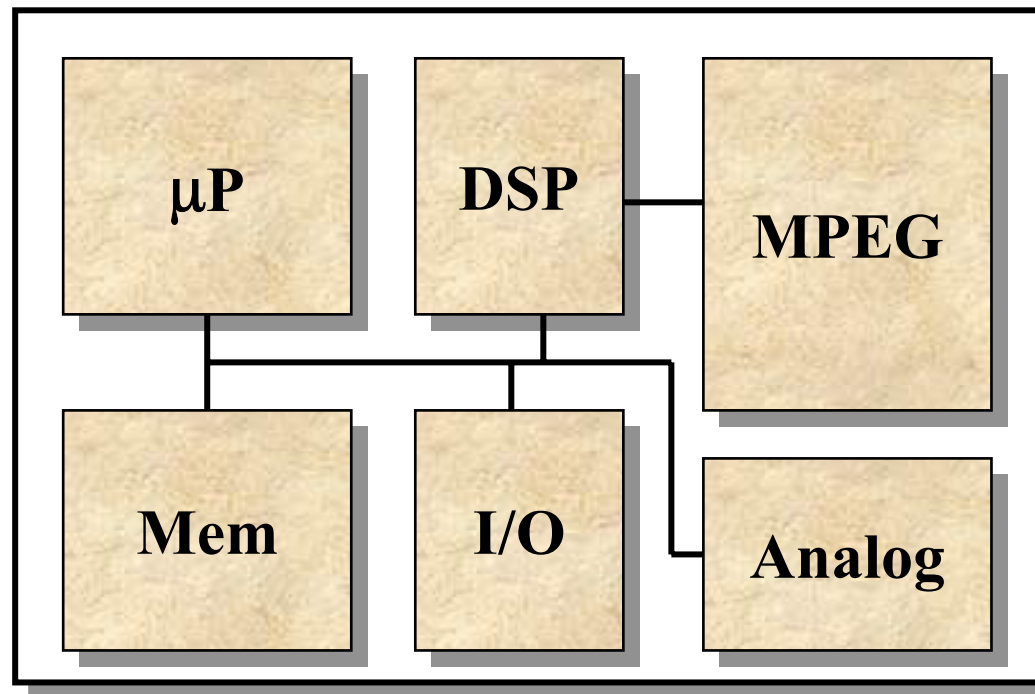 μP
DSP
MPEG
Mem
I/O
Analog